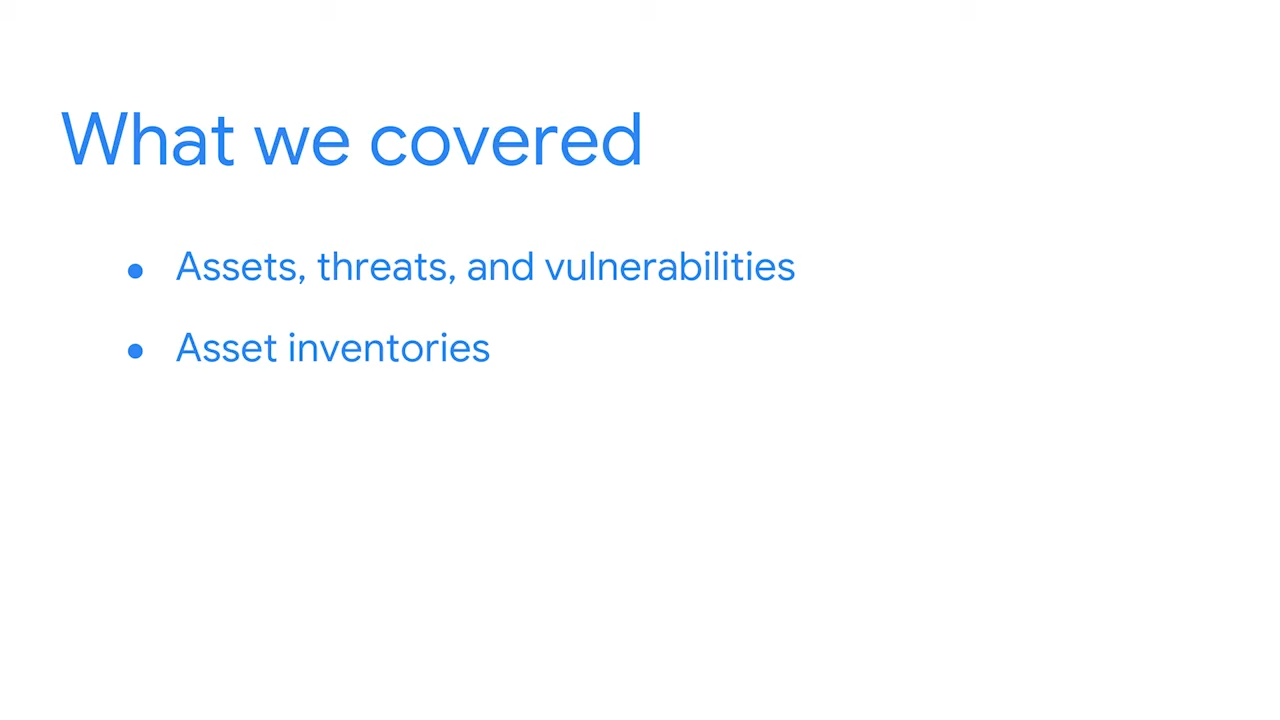 What we covered
● Assets, threats, and vulnerabilities
● Asset inventories